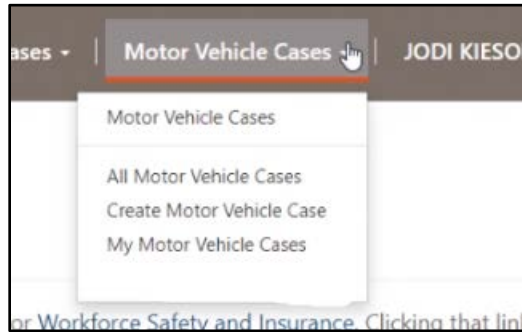 ases | Motor Vehicle Cases | JODI KIESO
Motor Vehicle Cases
All Motor Vehicle Cases
Create Motor Vehicle Case
My Motor Vehicle Cases
or Workforce Safety and Insurance. Clicking that lin